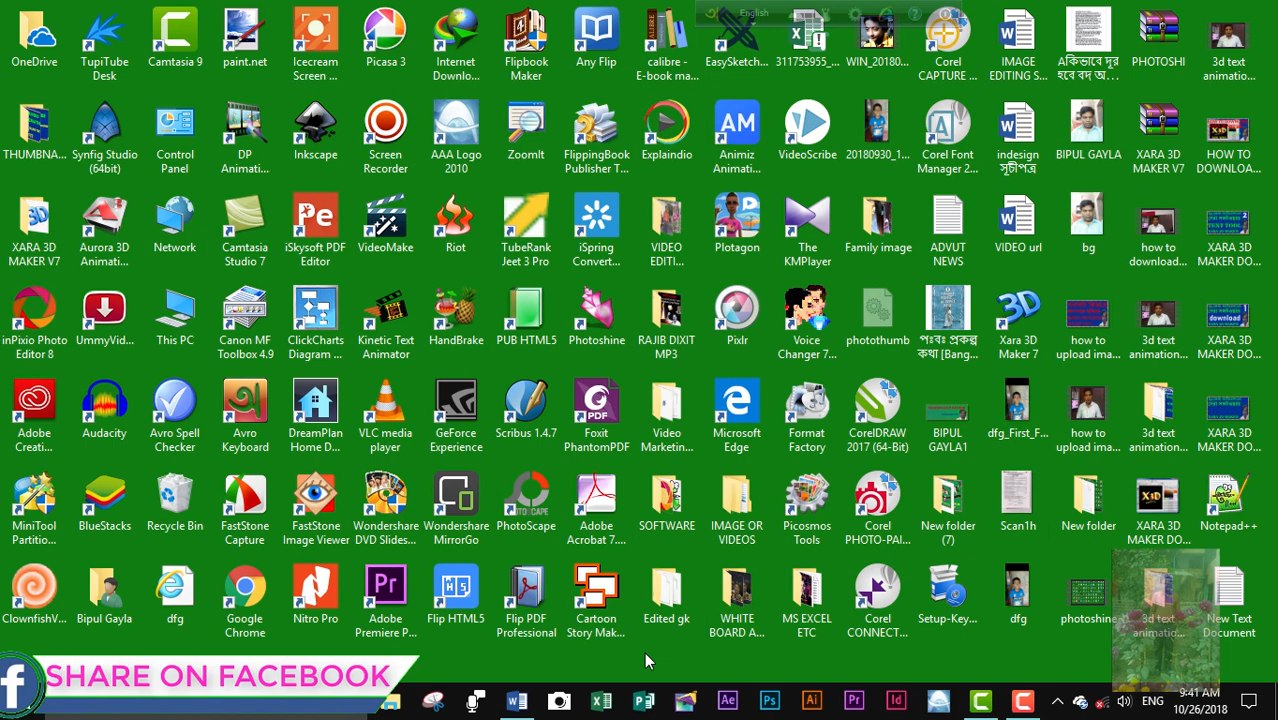 English
OneDrive
TupiTube
Desk
Camtasia 9
paint.net
Icecream
Screen ...
Picasa 3
Internet
Downlo...
Flipbook
Maker
Any Flip
calibre -
E-book ma...
EasySketch...
311753955_...
WIN_20180...
Corel
CAPTURE ...
IMAGE
EDITING S...
একিভাবে দূর
হবে বদ অ...
PHOTOSHI
3d text
animatio...
THUMBNA...
Synfig Studio
(64bit)
Control
Panel
DP
Animati...
Inkscape
Screen
Recorder
AAA Logo
2010
ZoomIt
FlippingBook
Publisher T...
Explaindio
Animiz
Animati...
VideoScribe
20180930_1...
Corel Font
Manager 2...
indesign
সূচীপত্র
BIPUL GAYLA
XARA 3D
MAKER V7
HOW TO
DOWNLOA...
XARA 3D
MAKER V7
Aurora 3D
Animati...
Network
Camtasia
Studio 7
iSkysoft PDF
Editor
VideoMake
Riot
TubeRank
Jeet 3 Pro
iSpring
Convert...
VIDEO
EDITI...
Plotagon
The
KMPlayer
Family image
ADVUT
NEWS
VIDEO url
bg
how to
download...
XARA 3D
MAKER DO...
inPixio Photo
Editor 8
UmmyVid...
This PC
Canon MF
Toolbox 4.9
ClickCharts
Diagram ...
Kinetic Text
Animator
HandBrake
PUB HTML5
Photoshine
RAJIB DIXIT
MP3
Pixlr
Voice
Changer 7...
photothumb
পঃবঃ প্রকল্প
কথা [Bang...
Xara 3D
Maker 7
how to
upload ima...
3d text
animation...
XARA 3D
MAKER DO...
Adobe
Creati...
Audacity
Avro Spell
Checker
Avro
Keyboard
DreamPlan
Home D...
VLC media
player
GeForce
Experience
Scribus 1.4.7
Foxit
PhantomPDF
Video
Marketin...
Microsoft
Edge
Format
Factory
CorelDRAW
2017 (64-Bit)
BIPUL
GAYLA1
dfg_First_F...
how to
upload ima...
3d text
animation...
XARA 3D
MAKER DO...
MiniTool
Partitio...
BlueStacks
Recycle Bin
FastStone
Capture
FastStone
Image Viewer
Wondershare
DVD Slides...
Wondershare
MirrorGo
PhotoScape
Adobe
Acrobat 7....
SOFTWARE
IMAGE OR
VIDEOS
Picosmos
Tools
Corel
PHOTO-PAI...
New folder
(7)
Scan1h
New folder
XARA 3D
MAKER DO...
Notepad++
ClownfishV...
Bipul Gayla
dfg
Google
Chrome
Nitro Pro
Adobe
Premiere P...
Flip HTML5
Flip PDF
Professional
Cartoon
Story Mak...
Edited gk
WHITE
BOARD A...
MS EXCEL
ETC
Corel
CONNECT...
Setup-Key...
dfg
photoshine
3d text
animatio...
New Text
Document
SHARE ON FACEBOOK
ENG
9:41 AM
10/26/2018